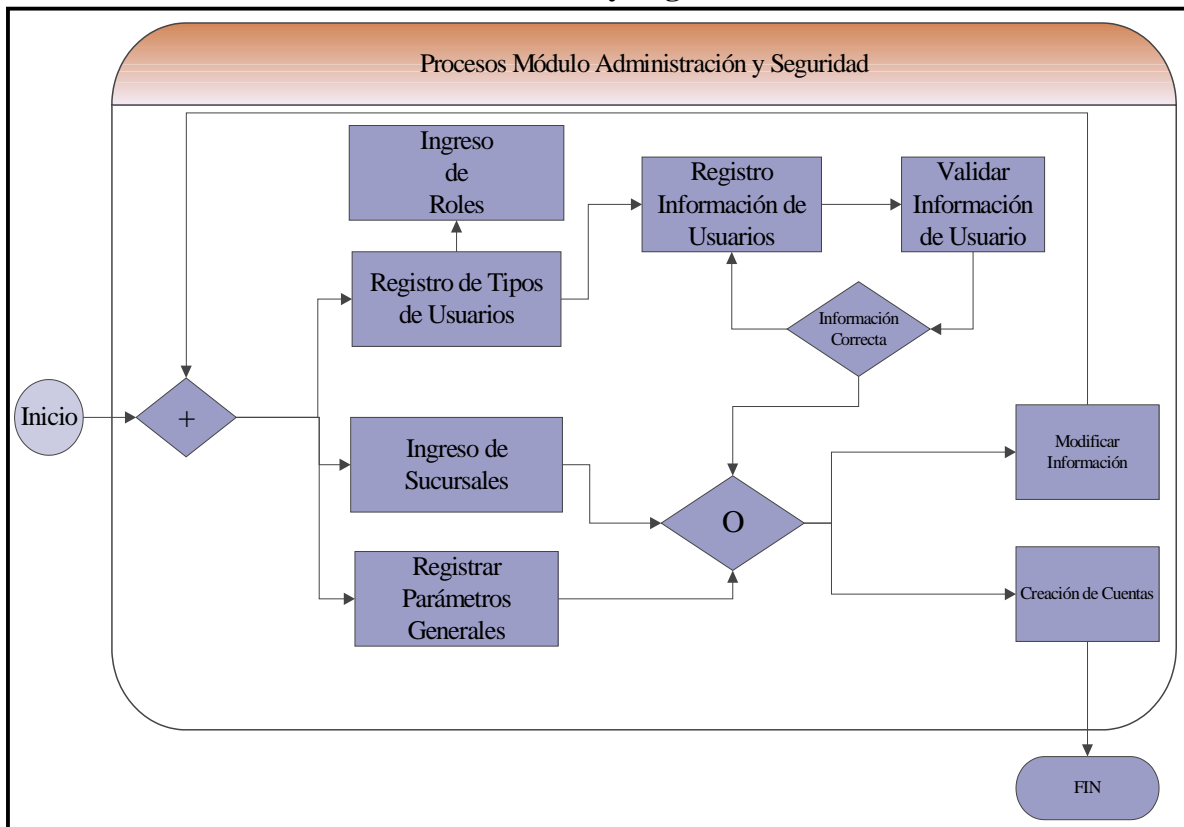 Procesos Módulo Administración y Seguridad
Ingreso
de
Roles
Registro
Información de
Usuarios
Validar
Información
de Usuario
Registro de Tipos
de Usuarios
Información
Correcta
Inicio
+
Ingreso de
Sucursales
O
Modificar
Información
Registrar
Parámetros
Generales
Creación de Cuentas
FIN